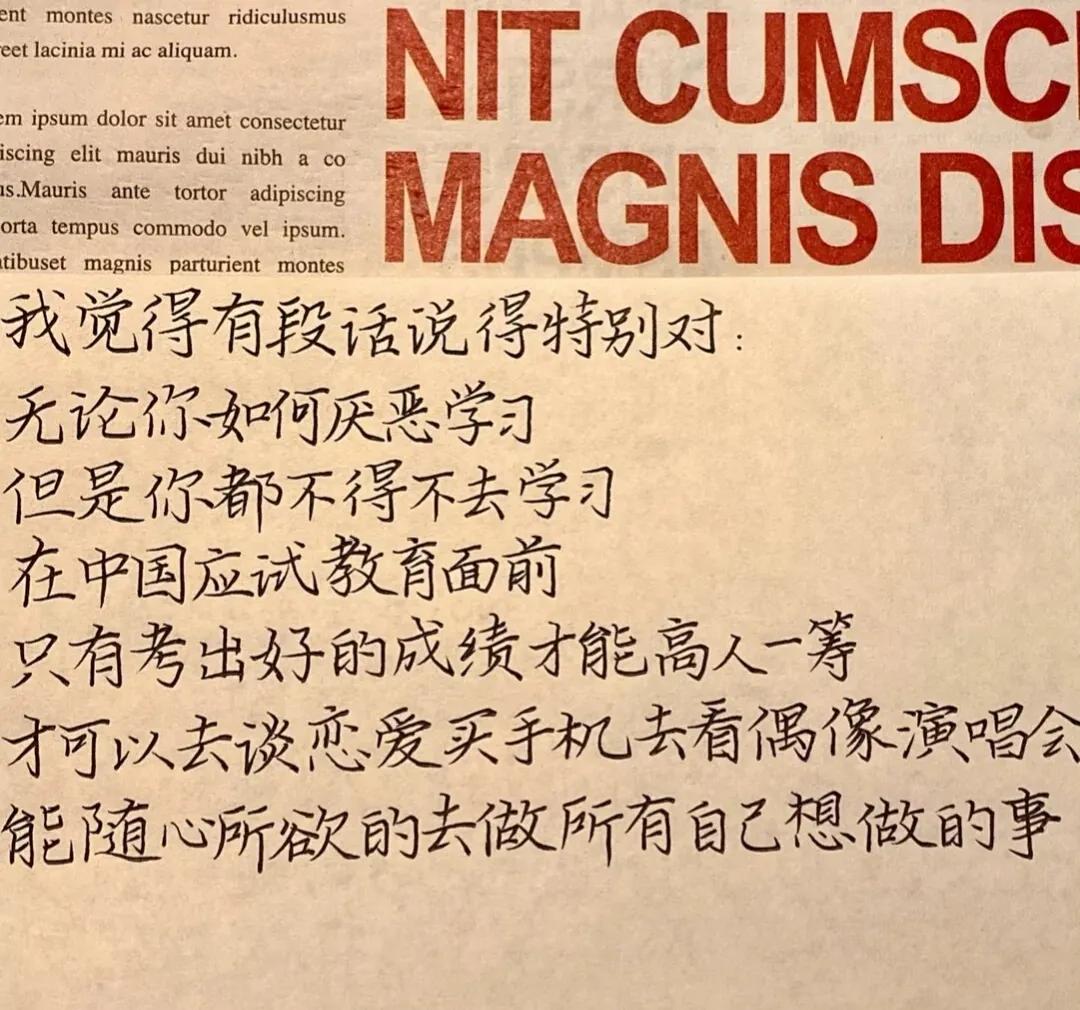 ent montes nascetur ridiculusmus
eet lacinia mi ac aliquam.
em ipsum dolor sit amet consectetur
iscing elit mauris dui nibh a co
us.Mauris ante tortor adipiscing
orta tempus commodo vel ipsum.
atibuset magnis parturient montes
NIT CUMSCI
MAGNIS DIS
我觉得有段话说得特别对:
无论你如何厌恶学习
但是你都不得不去学习
在中国应试教育面前
只有考出好的成绩才能高人一筹
才可以去谈恋爱买手机去看偶像演唱会
能随心所欲的去做所有自己想做的事